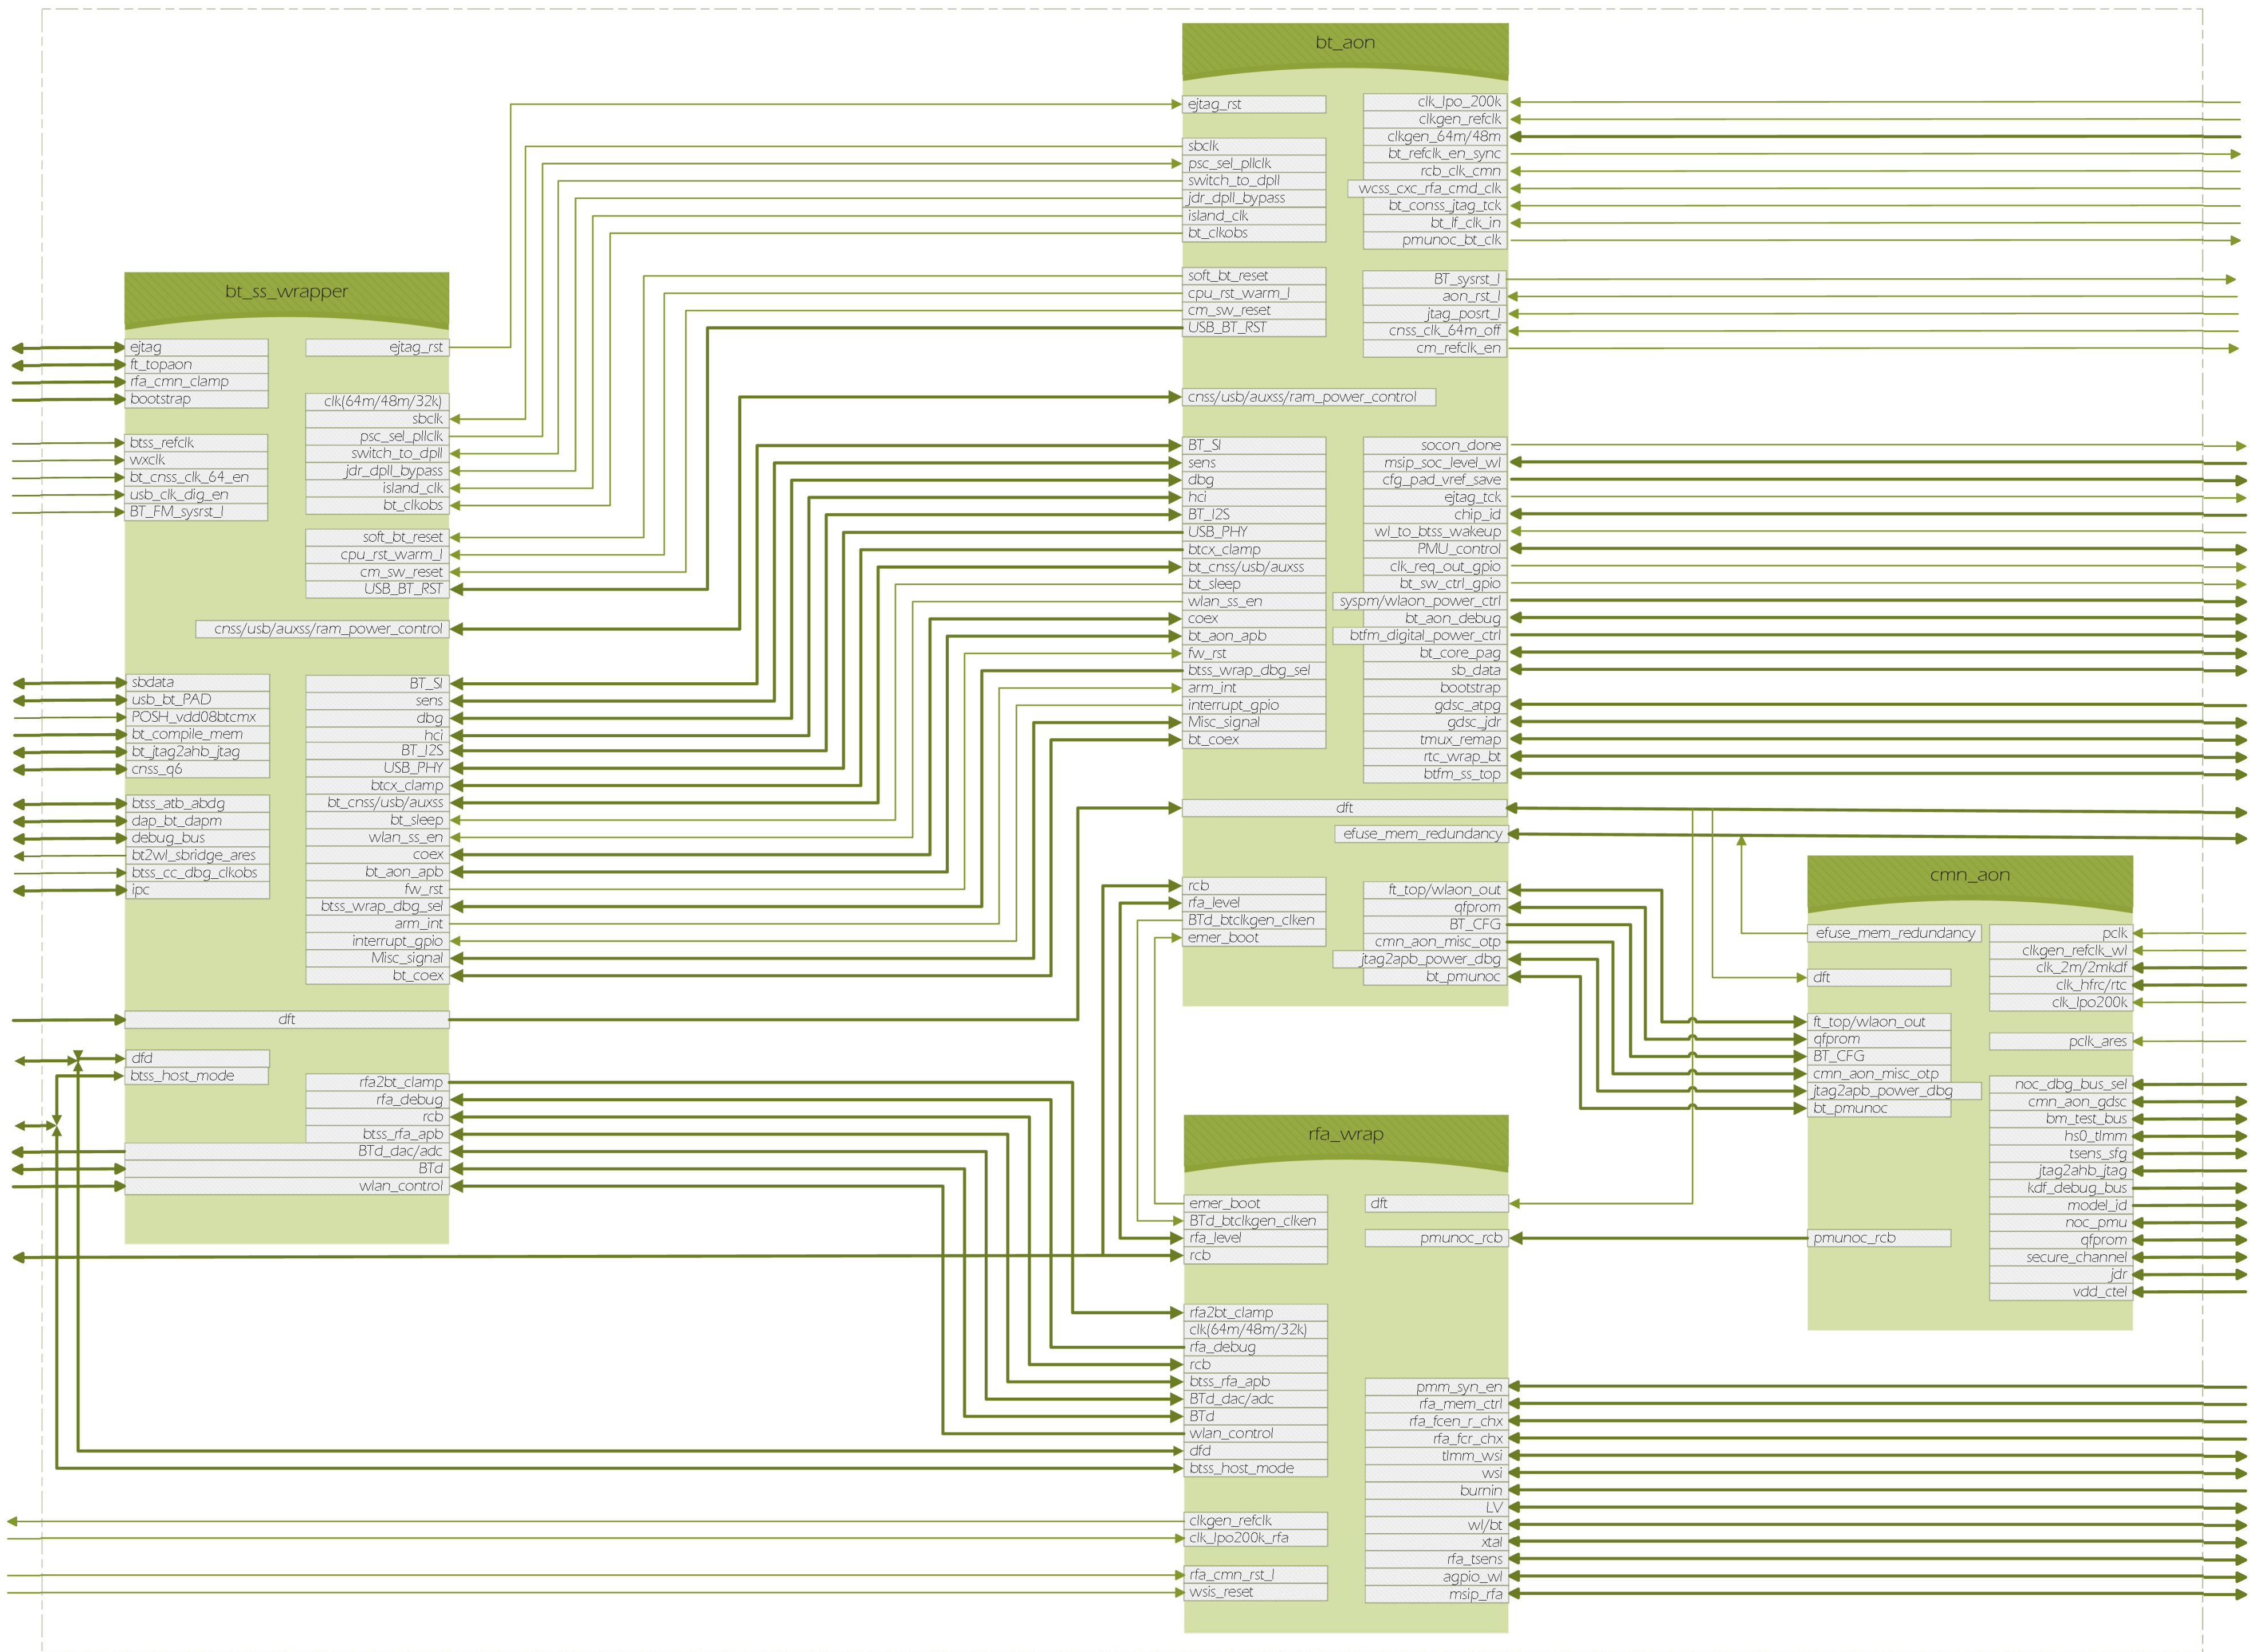 bt_aon
ejtag_rst
sbclk
psc_sel_pllclk
switch_to_dpll
jdr_dpll_bypass
island_clk
bt_clkobs
soft_bt_reset
cpu_rst_warm_l
cm_sw_reset
USB_BT_RST
cnss/usb/auxss/ram_power_control
BT_SI
sens
dbg
hci
BT_I2S
USB_PHY
btcx_clamp
bt_cnss/usb/auxss
bt_sleep
wlan_ss_en
coex
bt_aon_apb
fw_rst
btss_wrap_dbg_sel
arm_int
interrupt_gpio
Misc_signal
bt_coex
clk_lpo_200k
clkgen_refclk
clkgen_64m/48m
bt_refclk_en_sync
rcb_clk_cmn
wcss_cxc_rfa_cmd_clk
bt_conss_jtag_tck
bt_lf_clk_in
pmunoc_bt_clk
BT_sysrst_l
aon_rst_l
jtag_posrt_l
cnss_clk_64m_off
cm_refclk_en
socon_done
msip_soc_level_wl
cfg_pad_vref_save
ejtag_tck
chip_id
wl_to_btss_wakeup
PMU_control
clk_req_out_gpio
bt_sw_ctrl_gpio
syspm/wlaon_power_ctrl
bt_aon_debug
btfm_digital_power_ctrl
bt_core_pag
sb_data
bootstrap
gdsc_atpg
gdsc_jdr
tmux_remap
rtc_wrap_bt
btfm_ss_top
dft
efuse_mem_redundancy
rcb
rfa_level
BTd_btclkgen_clken
emer_boot
ft_top/wlaon_out
qfprom
BT_CFG
cmn_aon_misc_otp
jtag2apb_power_dbg
bt_pmunoc
bt_ss_wrapper
ejtag
ft_topaon
rfa_cmn_clamp
bootstrap
btss_refclk
wxclk
bt_cnss_clk_64_en
usb_clk_dig_en
BT_FM_sysrst_l
sbdata
usb_bt_PAD
POSH_vdd08btcmx
bt_compile_mem
bt_jtag2ahb_jtag
cnss_q6
btss_atb_abdg
dap_bt_dapm
debug_bus
bt2wl_sbridge_ares
btss_cc_dbg_clkobs
ipc
ejtag_rst
clk(64m/48m/32k)
sbclk
psc_sel_pllclk
switch_to_dpll
jdr_dpll_bypass
island_clk
bt_clkobs
soft_bt_reset
cpu_rst_warm_l
cm_sw_reset
USB_BT_RST
cnss/usb/auxss/ram_power_control
BT_SI
sens
dbg
hci
BT_I2S
USB_PHY
btcx_clamp
bt_cnss/usb/auxss
bt_sleep
wlan_ss_en
coex
bt_aon_apb
fw_rst
btss_wrap_dbg_sel
arm_int
interrupt_gpio
Misc_signal
bt_coex
dft
dfd
btss_host_mode
rfa2bt_clamp
rfa_debug
rcb
btss_rfa_apb
BTd_dac/adc
BTd
wlan_control
cmn_aon
efuse_mem_redundancy
dft
ft_top/wlaon_out
qfprom
BT_CFG
cmn_aon_misc_otp
jtag2apb_power_dbg
bt_pmunoc
pmunoc_rcb
pclk
clkgen_refclk_wl
clk_2m/2mkdf
clk_hfrc/rtc
clk_lpo200k
pclk_ares
noc_dbg_bus_sel
cmn_aon_gdsc
bm_test_bus
hs0_tlmm
tsens_sfg
jtag2ahb_jtag
kdf_debug_bus
model_id
noc_pmu
qfprom
secure_channel
jdr
vdd_ctel
rfa_wrap
emer_boot
BTd_btclkgen_clken
rfa_level
rcb
dft
pmunoc_rcb
rfa2bt_clamp
clk(64m/48m/32k)
rfa_debug
rcb
btss_rfa_apb
BTd_dac/adc
BTd
wlan_control
dfd
btss_host_mode
clkgen_refclk
clk_lpo200k_rfa
rfa_cmn_rst_l
wsis_reset
pmm_syn_en
rfa_mem_ctrl
rfa_fcen_r_chx
rfa_fcr_chx
tlmm_wsi
wsi
burnin
LV
wl/bt
xtal
rfa_tsens
agpio_wl
msip_rfa